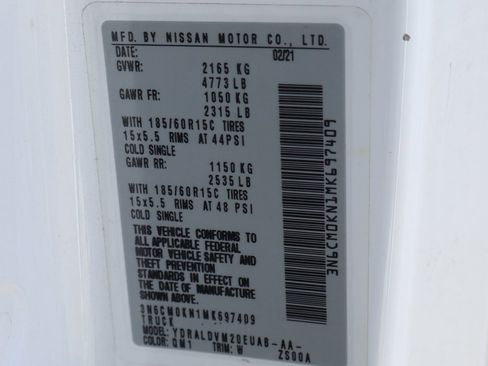 MFD. BY NISSAN MOTOR CO., LTD.
DATE: 02/21
GVWR: 2165 KG
4773 LB
GAWR FR: 1050 KG
2315 LB
WITH 185/60R15C TIRES
15x5.5 RIMS AT 44PSI
COLD SINGLE
GAWR RR: 1150 KG
2535 LB
WITH 185/60R15C TIRES
15x5.5 RIMS AT 48 PSI
COLD SINGLE
THIS VEHICLE CONFORMS TO
ALL APPLICABLE FEDERAL
MOTOR VEHICLE SAFETY AND
THEFT PREVENTION
STANDARDS IN EFFECT ON
THE DATE OF MANUFACTURE
SHOWN ABOVE.
3N6CM0KN1MK697409
TRUCK
MODEL: YDRALDVM20EUAB-AA-
ZS00A
COLOR: QM1 TRIM: W
3N6CM0KN1MK697409